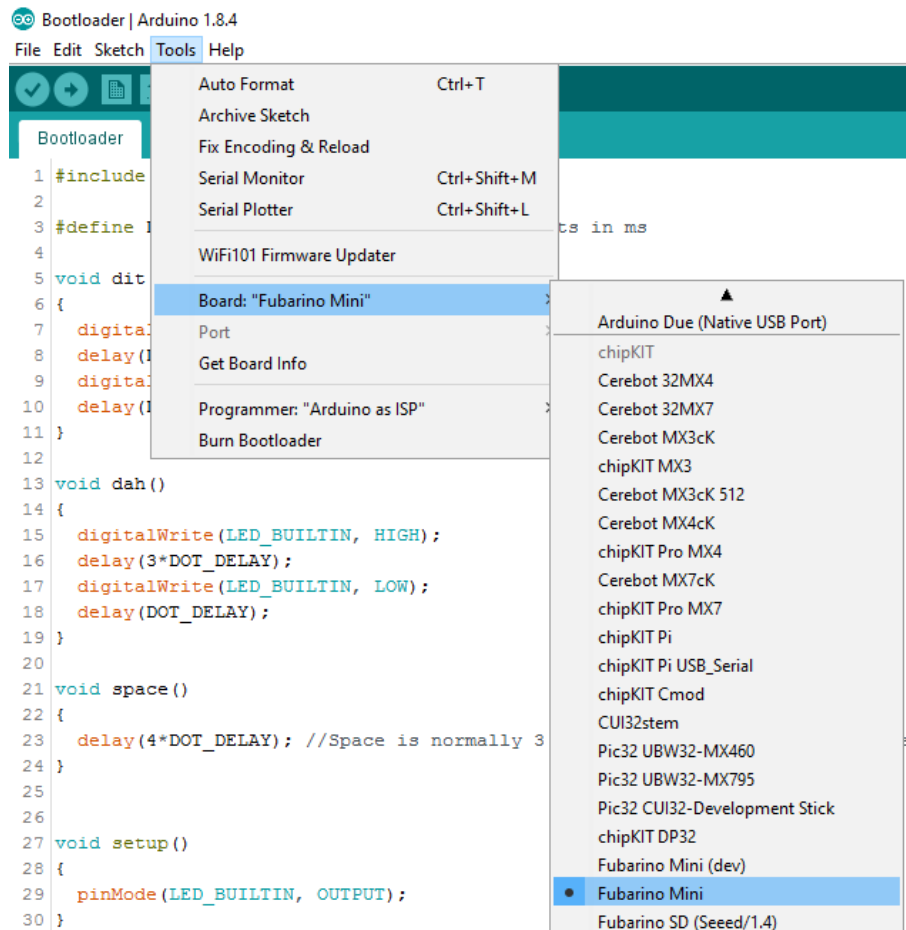 Bootloader | Arduino 1.8.4
File Edit Sketch Tools Help
Auto Format Ctrl+T
Archive Sketch
Fix Encoding & Reload
Serial Monitor Ctrl+Shift+M
Serial Plotter Ctrl+Shift+L
WiFi101 Firmware Updater
Board: "Fubarino Mini"
Port
Get Board Info
Programmer: "Arduino as ISP"
Burn Bootloader
Arduino Due (Native USB Port)
chipKIT
Cerebot 32MX4
Cerebot 32MX7
Cerebot MX3cK
chipKIT MX3
Cerebot MX3cK 512
Cerebot MX4cK
chipKIT Pro MX4
Cerebot MX7cK
chipKIT Pro MX7
chipKIT Pi
chipKIT Pi USB_Serial
chipKIT Cmod
CUI32stem
Pic32 UBW32-MX460
Pic32 UBW32-MX795
Pic32 CUI32-Development Stick
chipKIT DP32
Fubarino Mini (dev)
Fubarino Mini
Fubarino SD (Seeed/1.4)
Bootloader
1 #include
2
3 #define ts in ms
4
5 void dit
6 {
7 digital
8 delay(
9 digital
10 delay(
11 }
12
13 void dah()
14 {
15 digitalWrite(LED_BUILTIN, HIGH);
16 delay(3*DOT_DELAY);
17 digitalWrite(LED_BUILTIN, LOW);
18 delay(DOT_DELAY);
19 }
20
21 void space()
22 {
23 delay(4*DOT_DELAY); //Space is normally 3
24 }
25
26
27 void setup()
28 {
29 pinMode(LED_BUILTIN, OUTPUT);
30 }